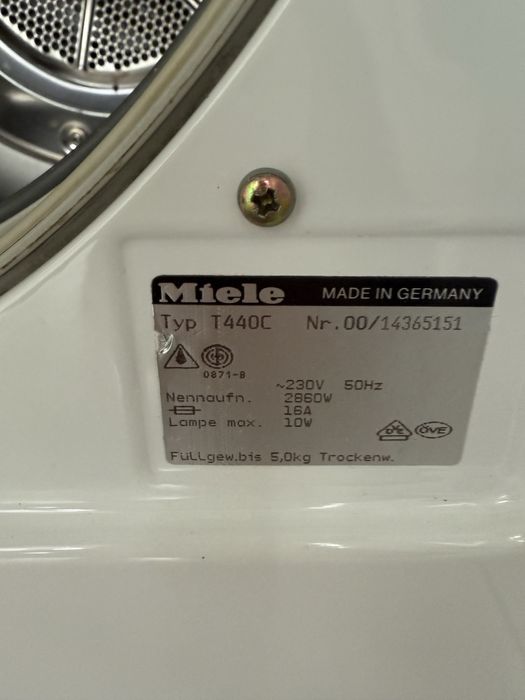 Miele MADE IN GERMANY
Typ T440C Nr.00/14365151
0871-B
~230V 50Hz
Nennaufn. 2860W
16A
Lampe max. 10W
ÖVE
Füllgew.bis 5,0kg Trockenw.